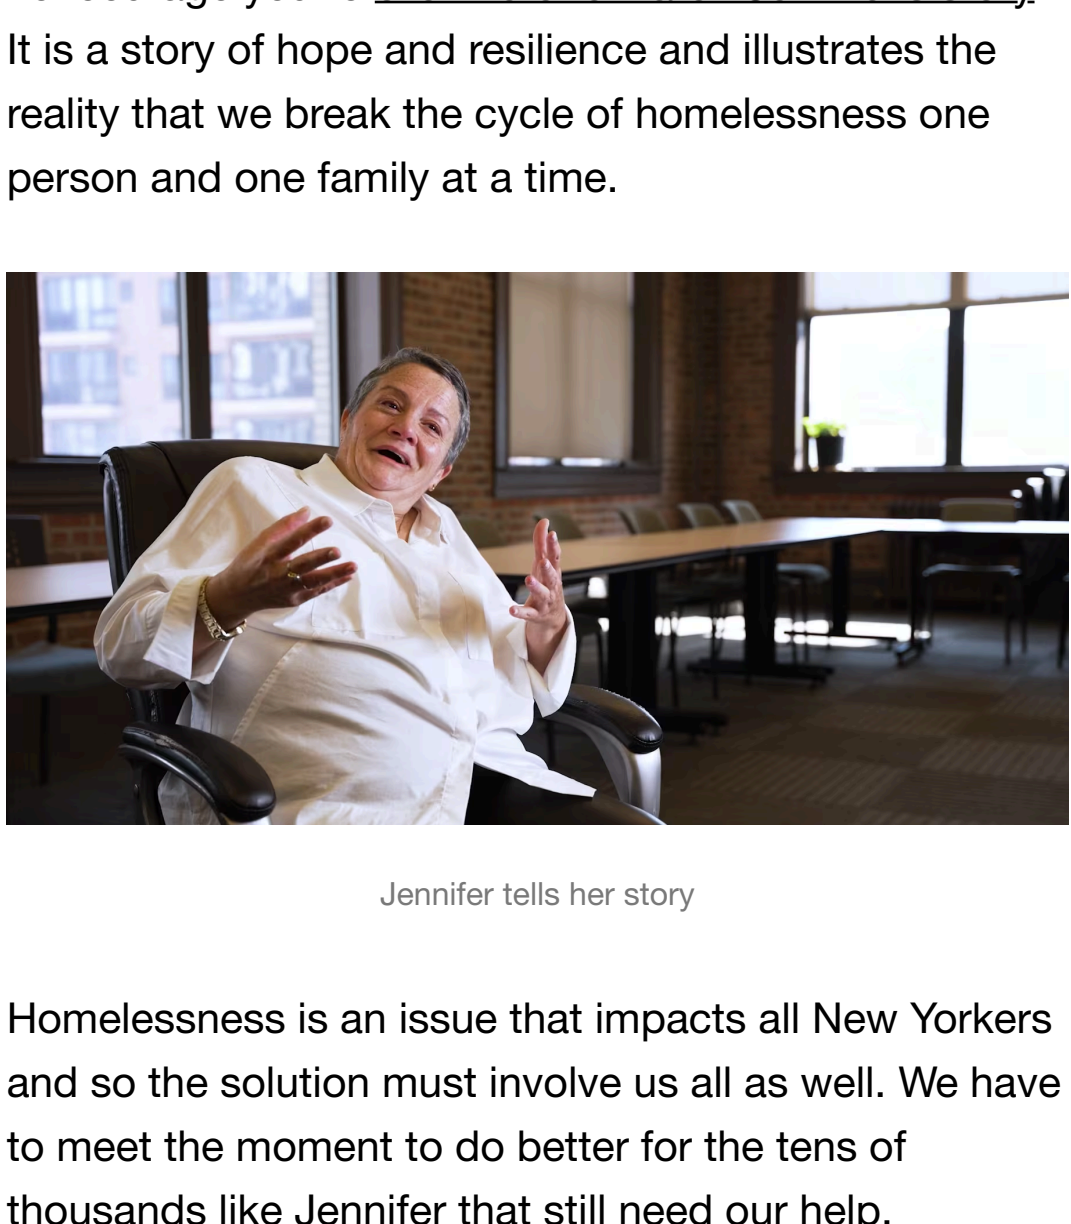 It is a story of hope and resilience and illustrates the
reality that we break the cycle of homelessness one
person and one family at a time.
Jennifer tells her story
Homelessness is an issue that impacts all New Yorkers
and so the solution must involve us all as well. We have
to meet the moment to do better for the tens of
thousands like Jennifer that still need our help.